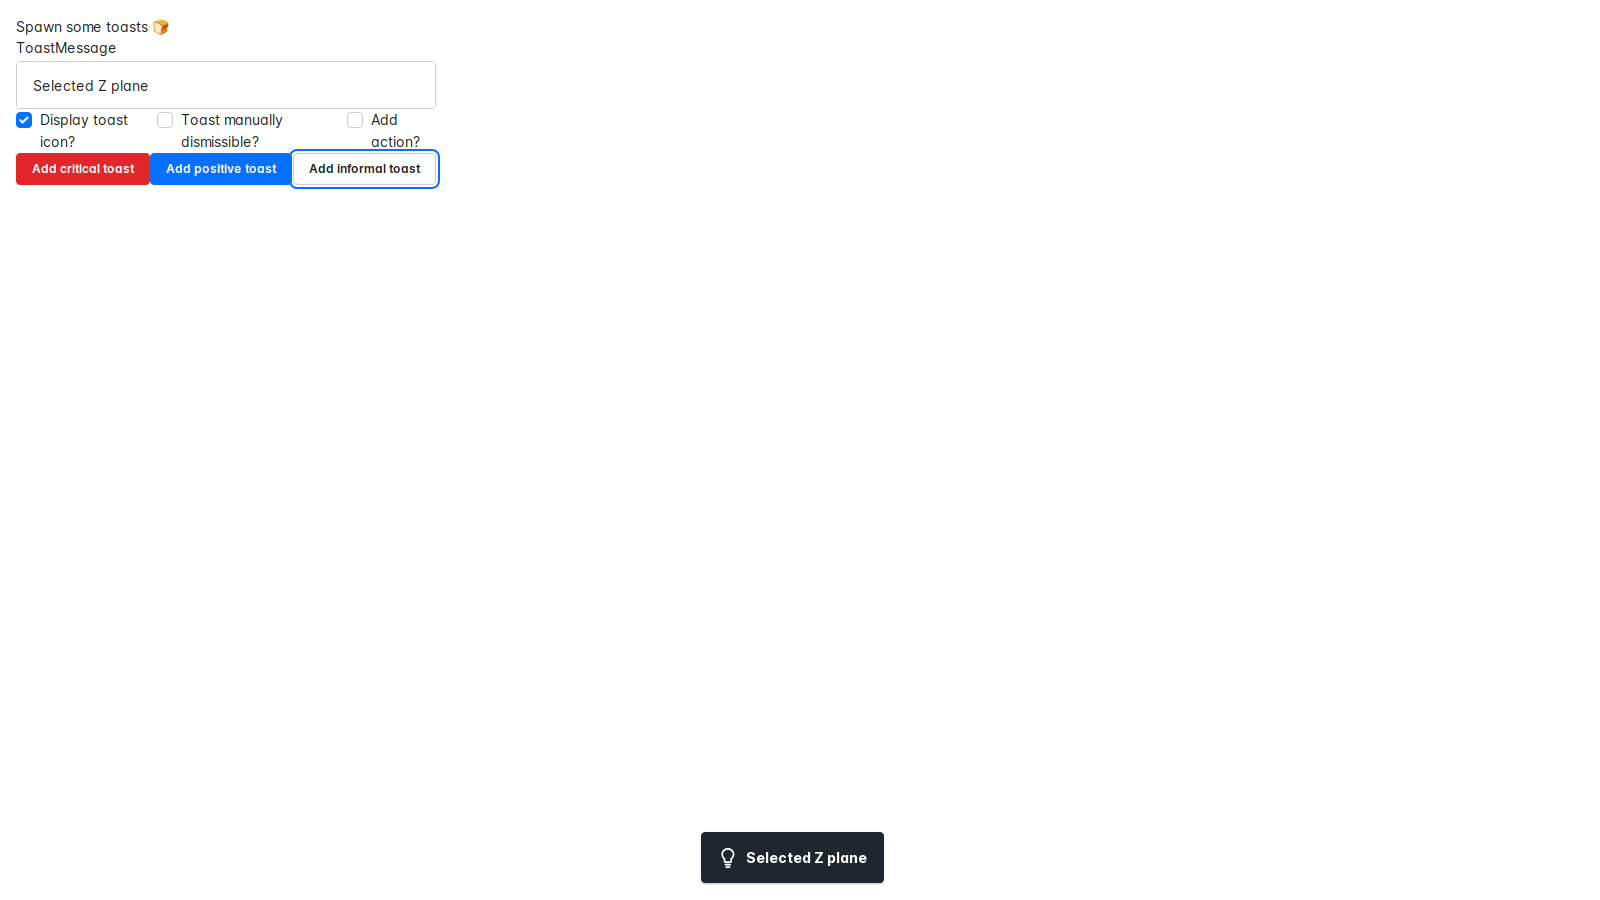 Spawn some toasts 🍞
ToastMessage
Selected Z plane
Display toast icon?
Toast manually dismissible?
Add action?
Add critical toast
Add positive toast
Add informal toast
Selected Z plane